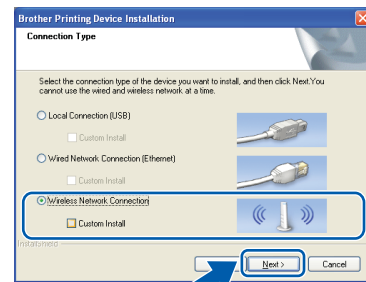 Brother Printing Device Installation
Connection Type
Select the connection type of the device you want to install, and then click Next.You
cannot use the wired and wireless network at a time.
Local Connection (USB)
Custom Install
Wired Network Connection (Ethernet)
Custom Install
Wireless Network Connection
Custom Install
InstallShield
Next >
Cancel